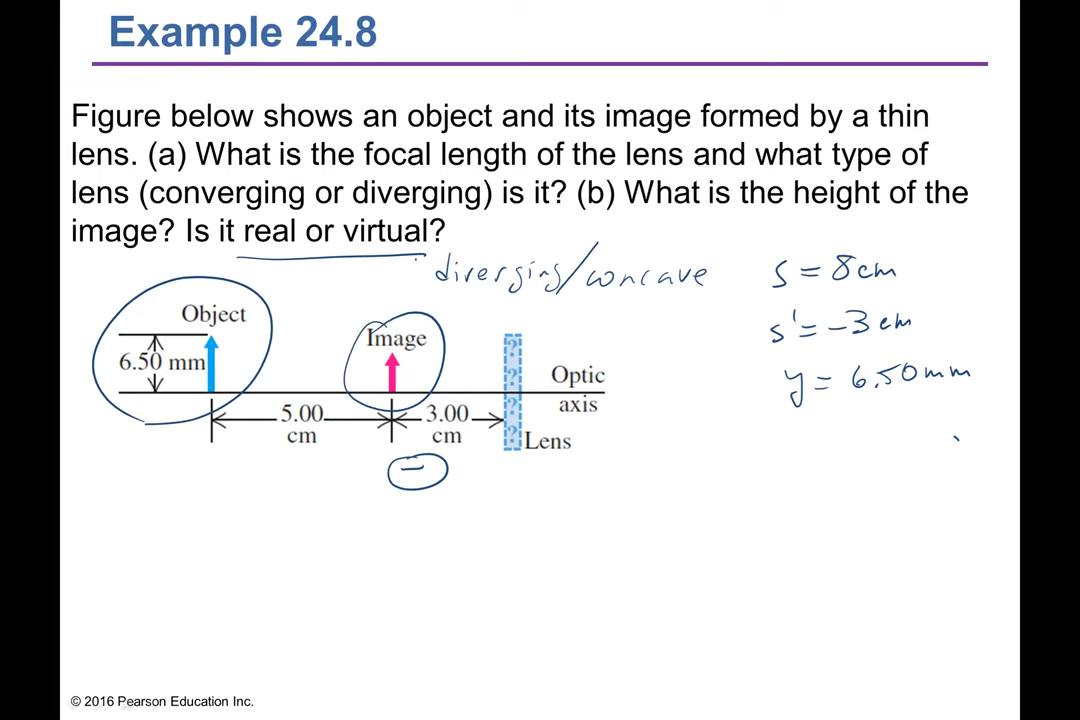 Example 24.8
Figure below shows an object and its image formed by a thin
lens. (a) What is the focal length of the lens and what type of
lens (converging or diverging) is it? (b) What is the height of the
image? Is it real or virtual?
diverging/concave
s = 8cm
s' = -3 cm
y = 6.50mm
Object
6.50 mm
Image
?
?
?
?
Optic
axis
5.00
cm
3.00
cm
Lens
−
© 2016 Pearson Education Inc.